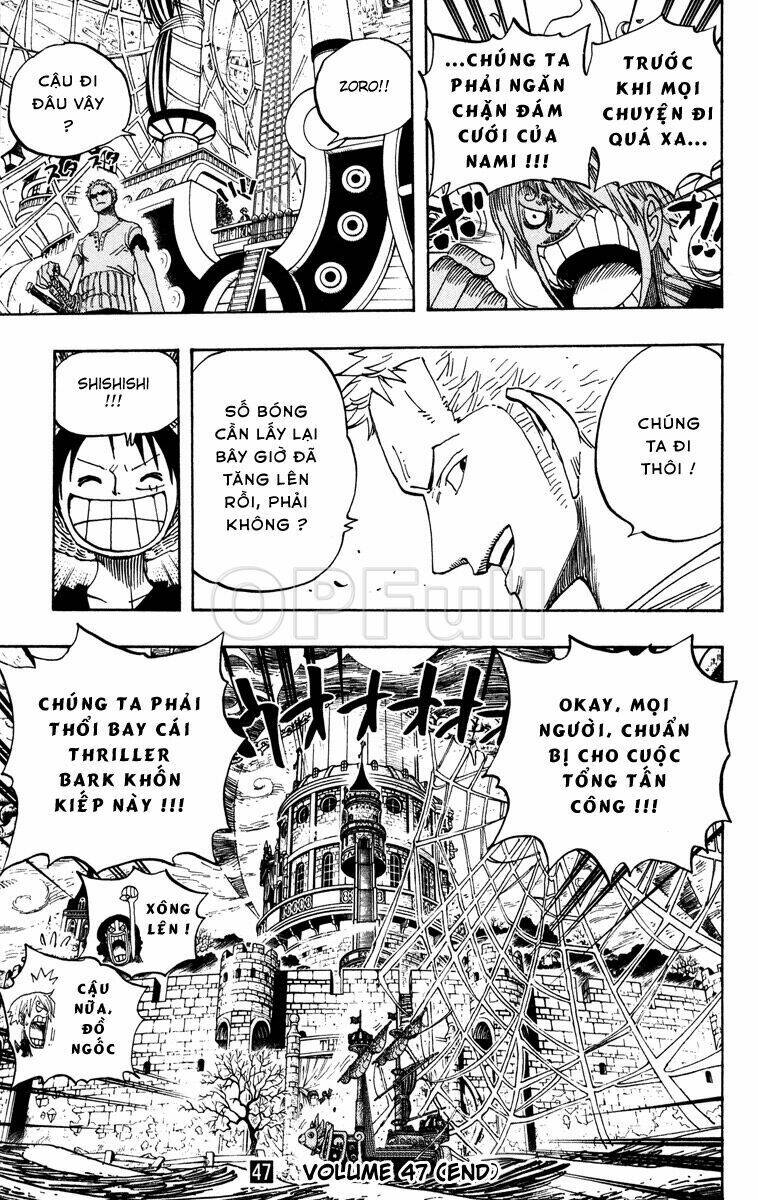 TRƯỚC
KHI MỌI
CHUYỆN ĐI
QUÁ XA...
...CHÚNG TA
PHẢI NGĂN
CHẶN ĐÁM
CƯỚI CỦA
NAMI !!!
ZORO!!
CẬU ĐI
ĐÂU VẬY
?
CHÚNG
TA ĐI
THÔI !
SỐ BÓNG
CẦN LẤY LẠI
BÂY GIỜ ĐÃ
TĂNG LÊN
RỒI, PHẢI
KHÔNG ?
SHISHISHI
!!!
OPFull
OKAY, MỌI
NGƯỜI, CHUẨN
BỊ CHO CUỘC
TỔNG TẤN
CÔNG !!!
CHÚNG TA PHẢI
THỔI BAY CÁI
THRILLER
BARK KHỐN
KIẾP NÀY !!!
XÔNG
LÊN !
CẬU
NỮA,
ĐỒ
NGỐC
47 VOLUME 47 (END)